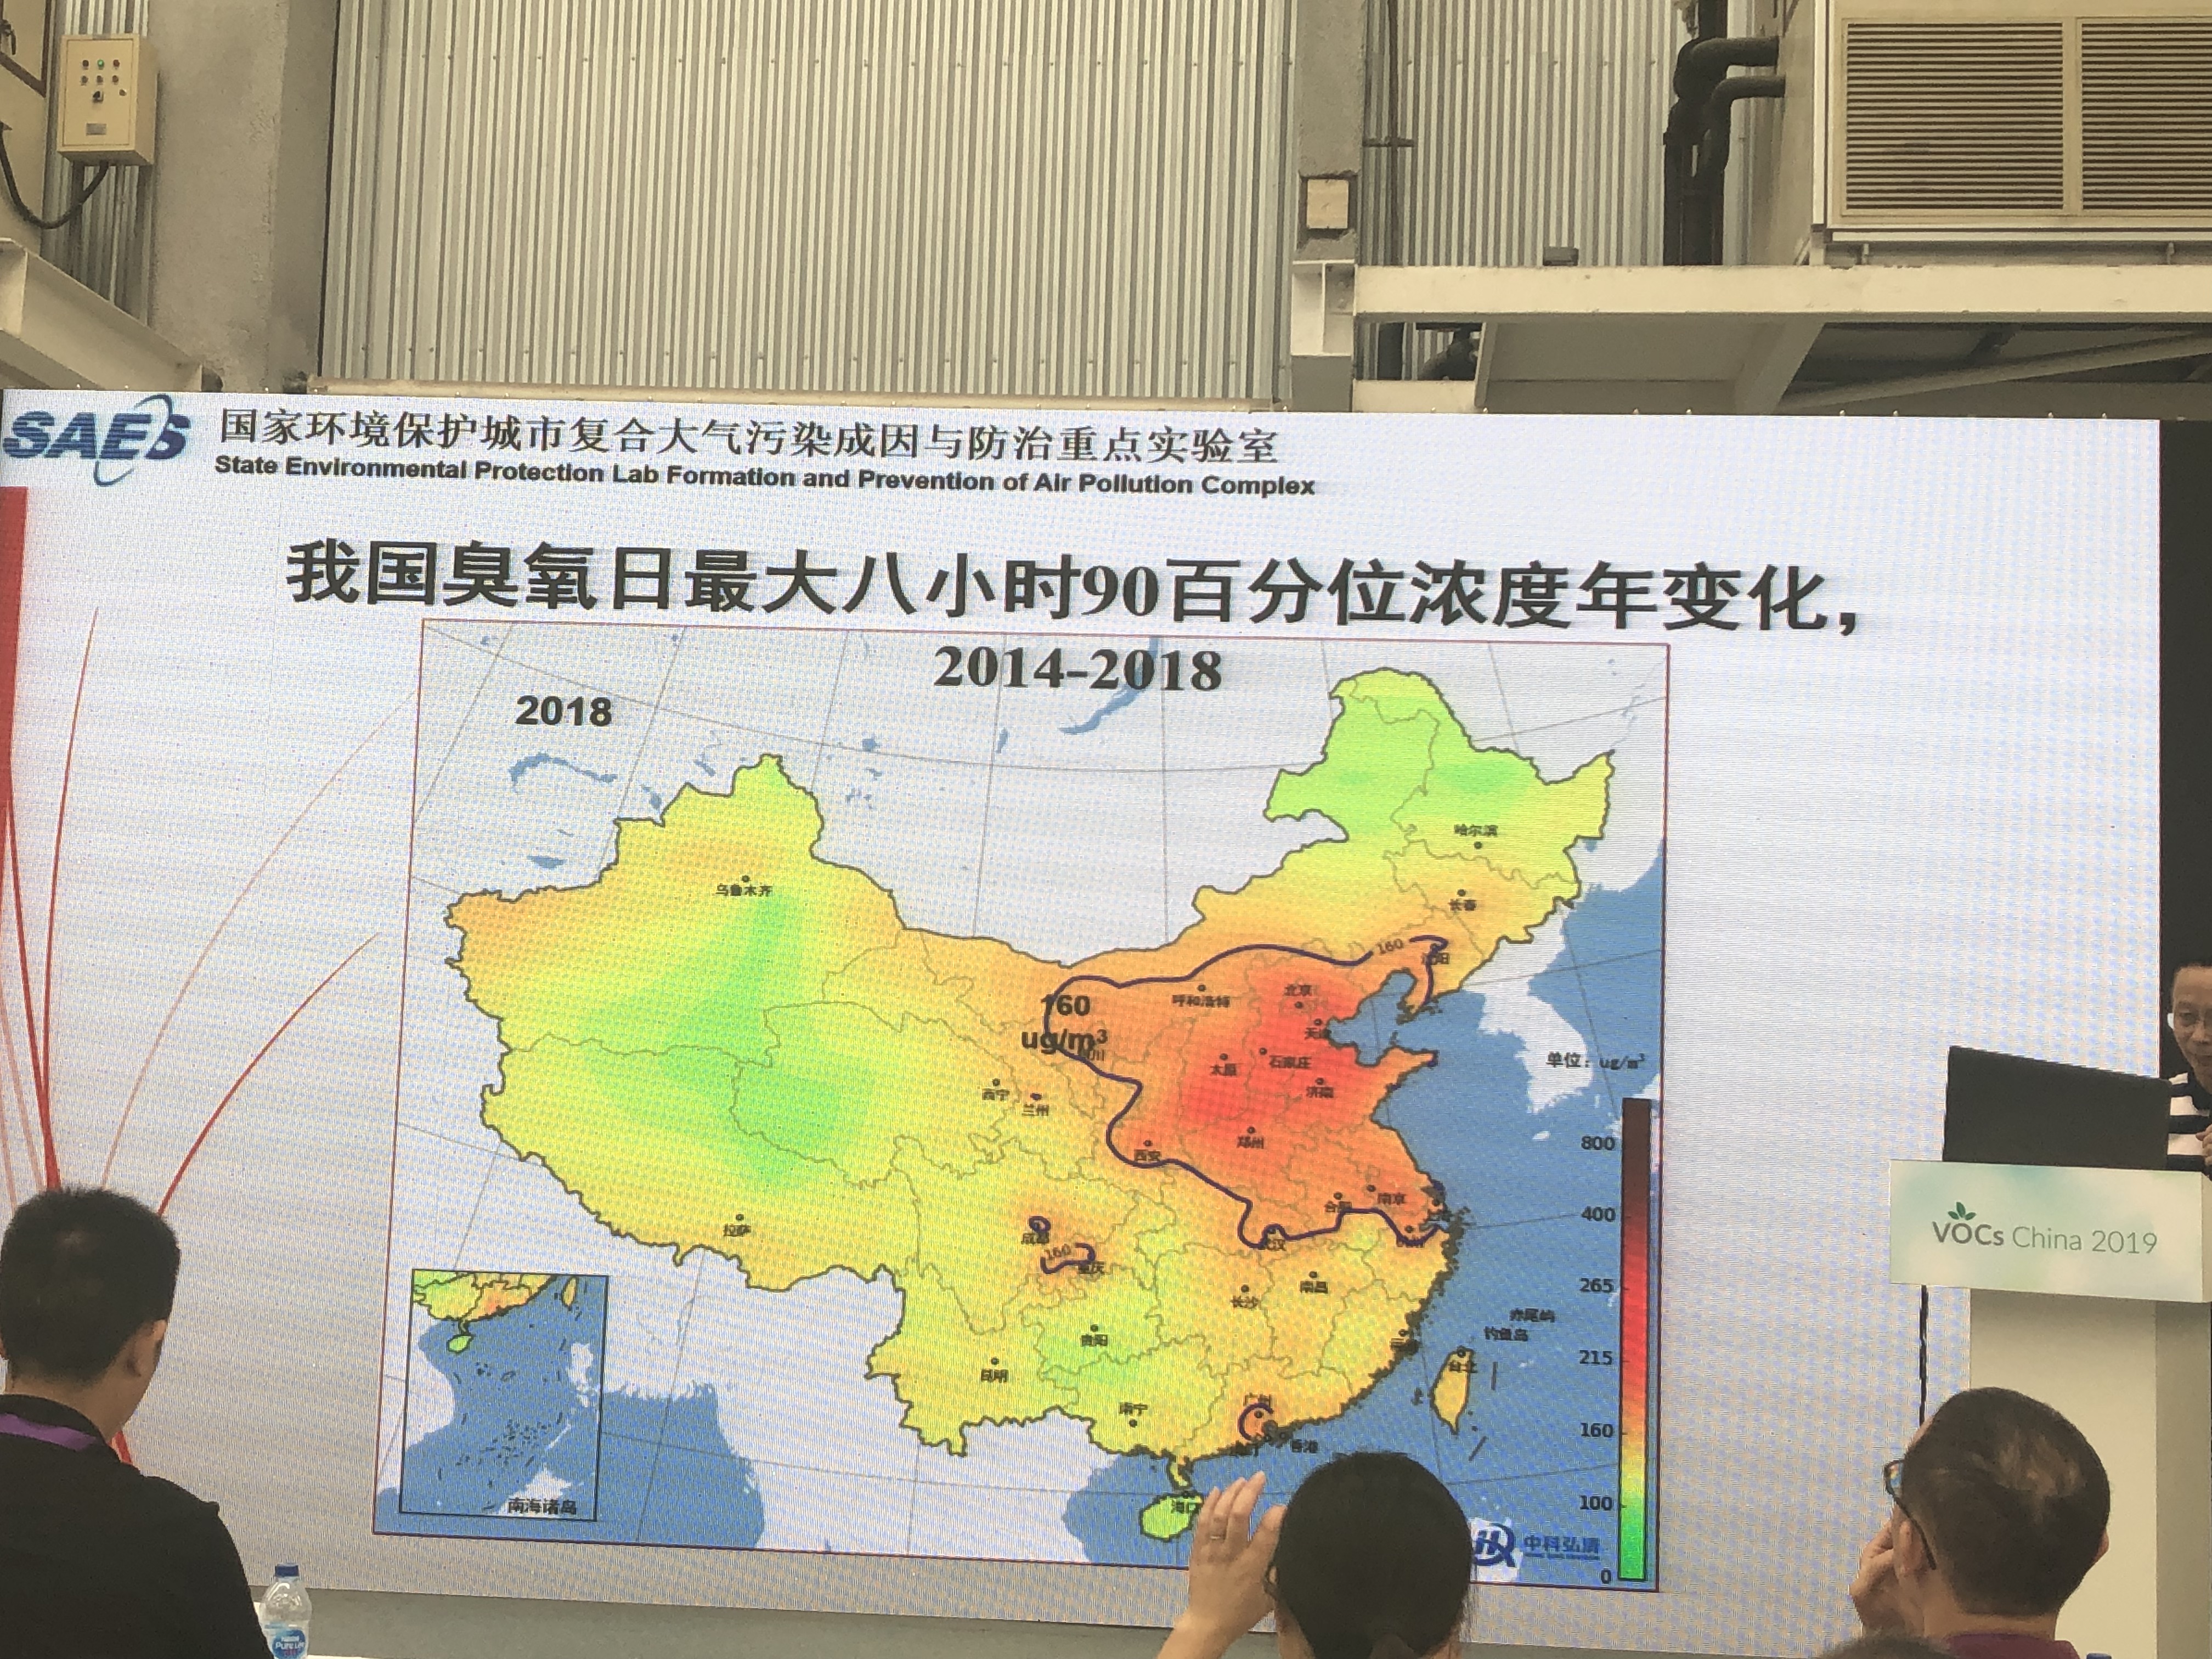 SAES
国家环境保护城市复合大气污染成因与防治重点实验室
State Environmental Protection Lab Formation and Prevention of Air Pollution Complex
我国臭氧日最大八小时90百分位浓度年变化，
2014-2018
2018
哈尔滨
乌鲁木齐
长春
160
160
ug/m³
呼和浩特
北京
天津
石家庄
太原
济南
西宁
兰州
郑州
西安
合肥
南京
拉萨
成都
160
重庆
武汉
南昌
长沙
贵阳
昆明
南宁
广州
香港
海口
台北
赤尾屿
钓鱼岛
南海诸岛
单位：ug/m³
800
400
265
215
160
100
0
中科弘清
VOCs China 2019
Pure Life